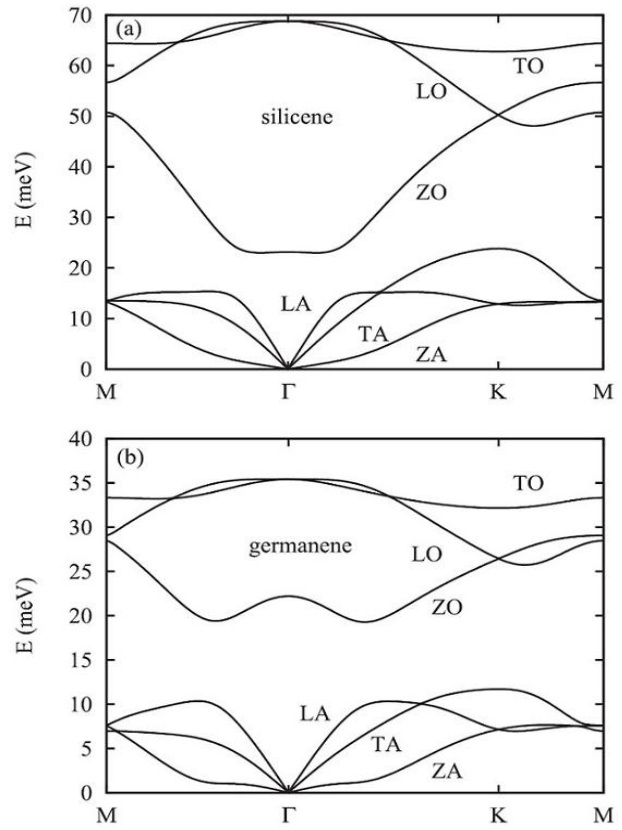 (a)
70
60
50
40
30
20
10
0
E (meV)
silicene
TO
LO
ZO
LA
TA
ZA
M Γ K M
(b)
40
35
30
25
20
15
10
5
0
E (meV)
germanene
TO
LO
ZO
LA
TA
ZA
M Γ K M